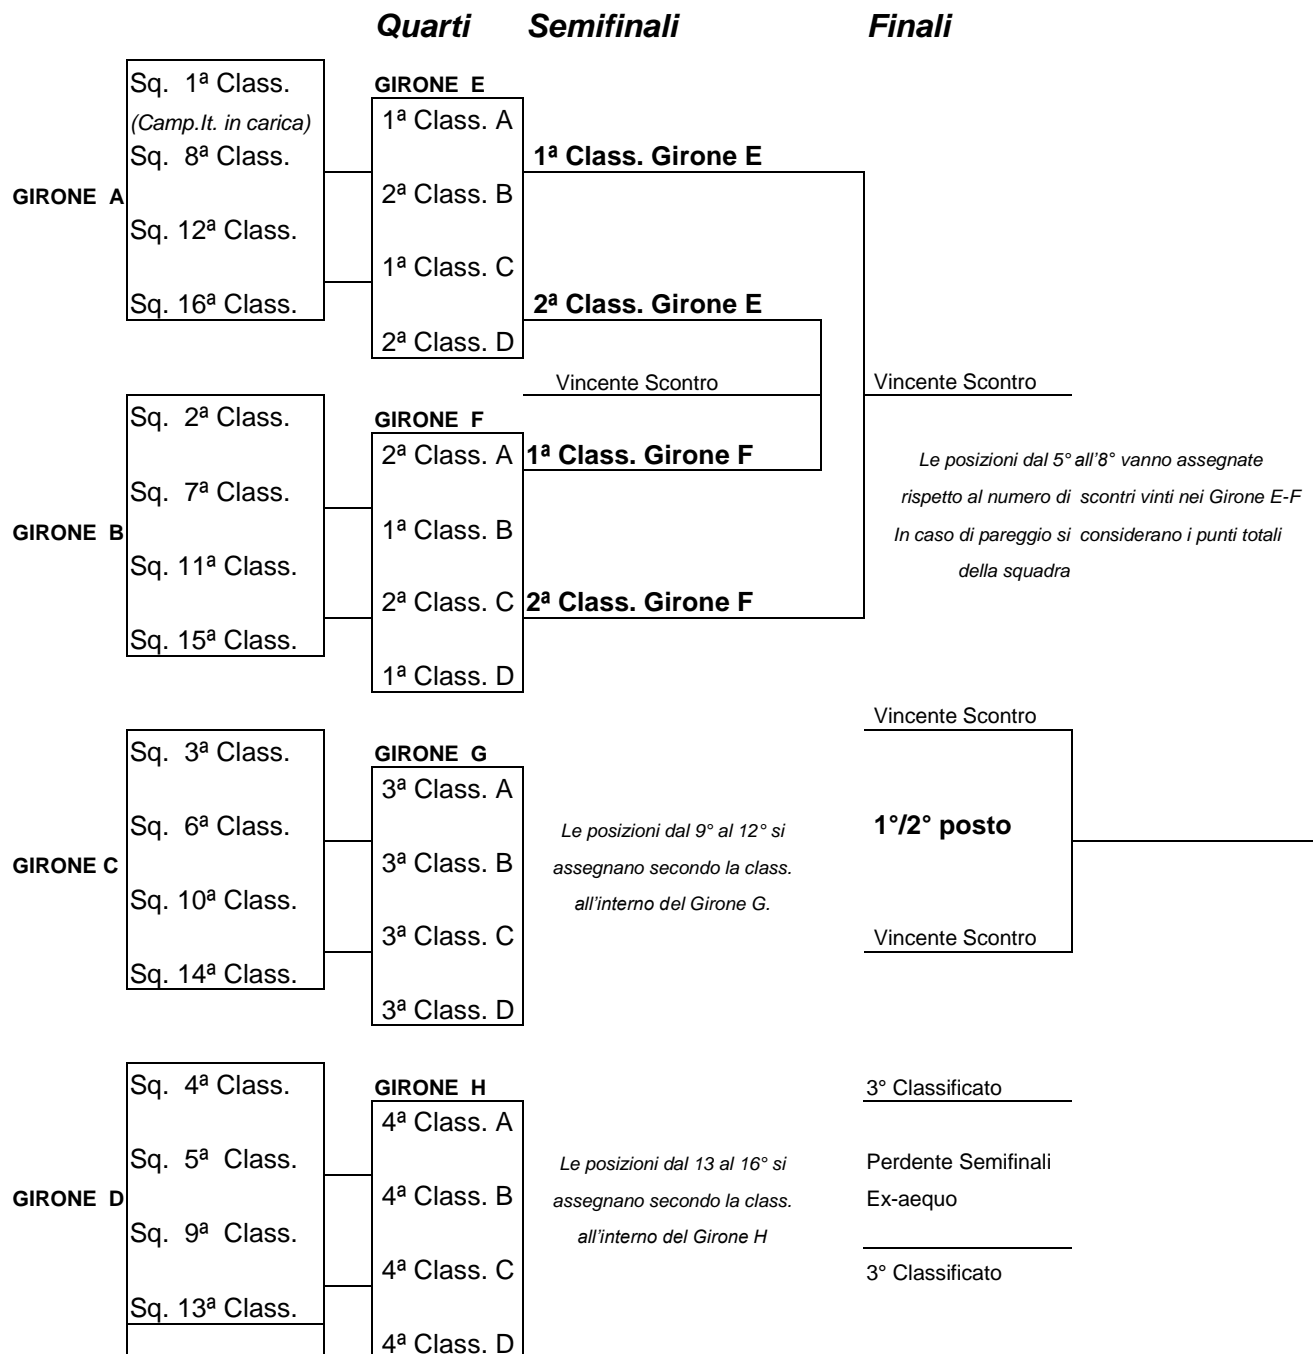 Quarti Semifinali Finali
GIRONE A
Sq. 1ª Class.
(Camp.It. in carica)
Sq. 8ª Class.
Sq. 12ª Class.
Sq. 16ª Class.
GIRONE E
1ª Class. A
2ª Class. B
1ª Class. C
2ª Class. D
1ª Class. Girone E
2ª Class. Girone E
Vincente Scontro
Vincente Scontro
GIRONE B
Sq. 2ª Class.
Sq. 7ª Class.
Sq. 11ª Class.
Sq. 15ª Class.
GIRONE F
2ª Class. A
1ª Class. B
2ª Class. C
1ª Class. D
1ª Class. Girone F
2ª Class. Girone F
Le posizioni dal 5° all'8° vanno assegnate
rispetto al numero di scontri vinti nei Girone E-F
In caso di pareggio si considerano i punti totali
della squadra
GIRONE C
Sq. 3ª Class.
Sq. 6ª Class.
Sq. 10ª Class.
Sq. 14ª Class.
GIRONE G
3ª Class. A
3ª Class. B
3ª Class. C
3ª Class. D
Le posizioni dal 9° al 12° si
assegnano secondo la class.
all'interno del Girone G.
Vincente Scontro
1°/2° posto
Vincente Scontro
GIRONE D
Sq. 4ª Class.
Sq. 5ª Class.
Sq. 9ª Class.
Sq. 13ª Class.
GIRONE H
4ª Class. A
4ª Class. B
4ª Class. C
4ª Class. D
Le posizioni dal 13 al 16° si
assegnano secondo la class.
all'interno del Girone H
3° Classificato
Perdente Semifinali
Ex-aequo
3° Classificato